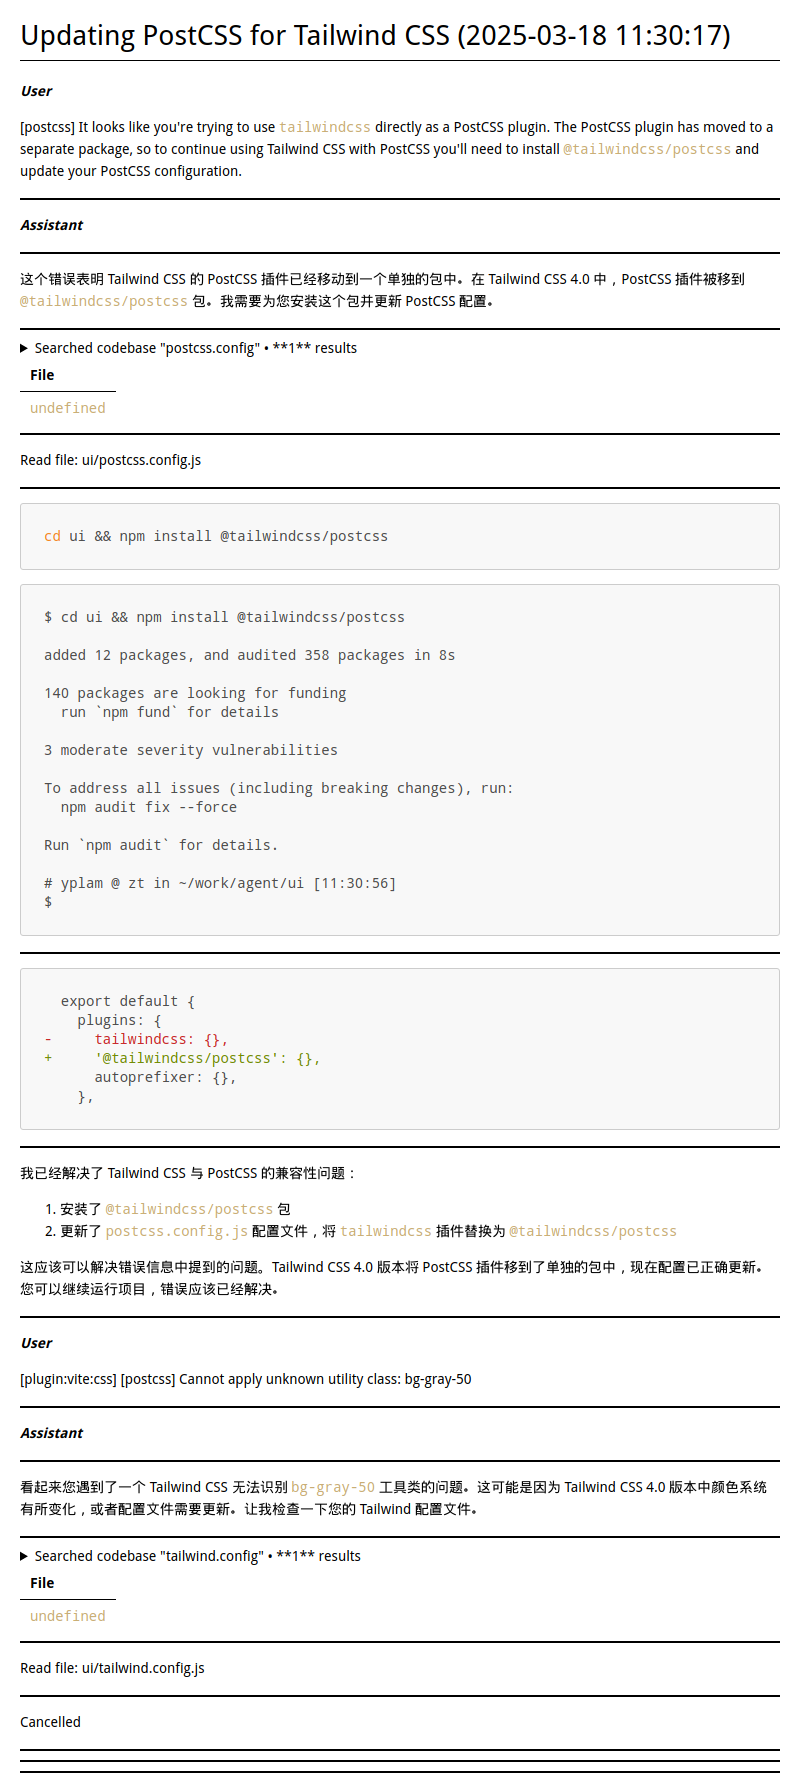 Updating PostCSS for Tailwind CSS (2025-03-18 11:30:17)
User
[postcss] It looks like you're trying to use tailwindcss directly as a PostCSS plugin. The PostCSS plugin has moved to a
separate package, so to continue using Tailwind CSS with PostCSS you'll need to install @tailwindcss/postcss and
update your PostCSS configuration.
Assistant
这个错误表明 Tailwind CSS 的 PostCSS 插件已经移动到一个单独的包中。在 Tailwind CSS 4.0 中，PostCSS 插件被移到
@tailwindcss/postcss 包。我需要为您安装这个包并更新 PostCSS 配置。
▶ Searched codebase "postcss.config" • **1** results
File
undefined
Read file: ui/postcss.config.js
cd ui && npm install @tailwindcss/postcss
$ cd ui && npm install @tailwindcss/postcss
added 12 packages, and audited 358 packages in 8s
140 packages are looking for funding
  run `npm fund` for details
3 moderate severity vulnerabilities
To address all issues (including breaking changes), run:
  npm audit fix --force
Run `npm audit` for details.
# yplam @ zt in ~/work/agent/ui [11:30:56]
$
  export default {
    plugins: {
-     tailwindcss: {},
+     '@tailwindcss/postcss': {},
      autoprefixer: {},
    },
我已经解决了 Tailwind CSS 与 PostCSS 的兼容性问题：
1. 安装了 @tailwindcss/postcss 包
2. 更新了 postcss.config.js 配置文件，将 tailwindcss 插件替换为 @tailwindcss/postcss
这应该可以解决错误信息中提到的问题。Tailwind CSS 4.0 版本将 PostCSS 插件移到了单独的包中，现在配置已正确更新。
您可以继续运行项目，错误应该已经解决。
User
[plugin:vite:css] [postcss] Cannot apply unknown utility class: bg-gray-50
Assistant
看起来您遇到了一个 Tailwind CSS 无法识别 bg-gray-50 工具类的问题。这可能是因为 Tailwind CSS 4.0 版本中颜色系统
有所变化，或者配置文件需要更新。让我检查一下您的 Tailwind 配置文件。
▶ Searched codebase "tailwind.config" • **1** results
File
undefined
Read file: ui/tailwind.config.js
Cancelled